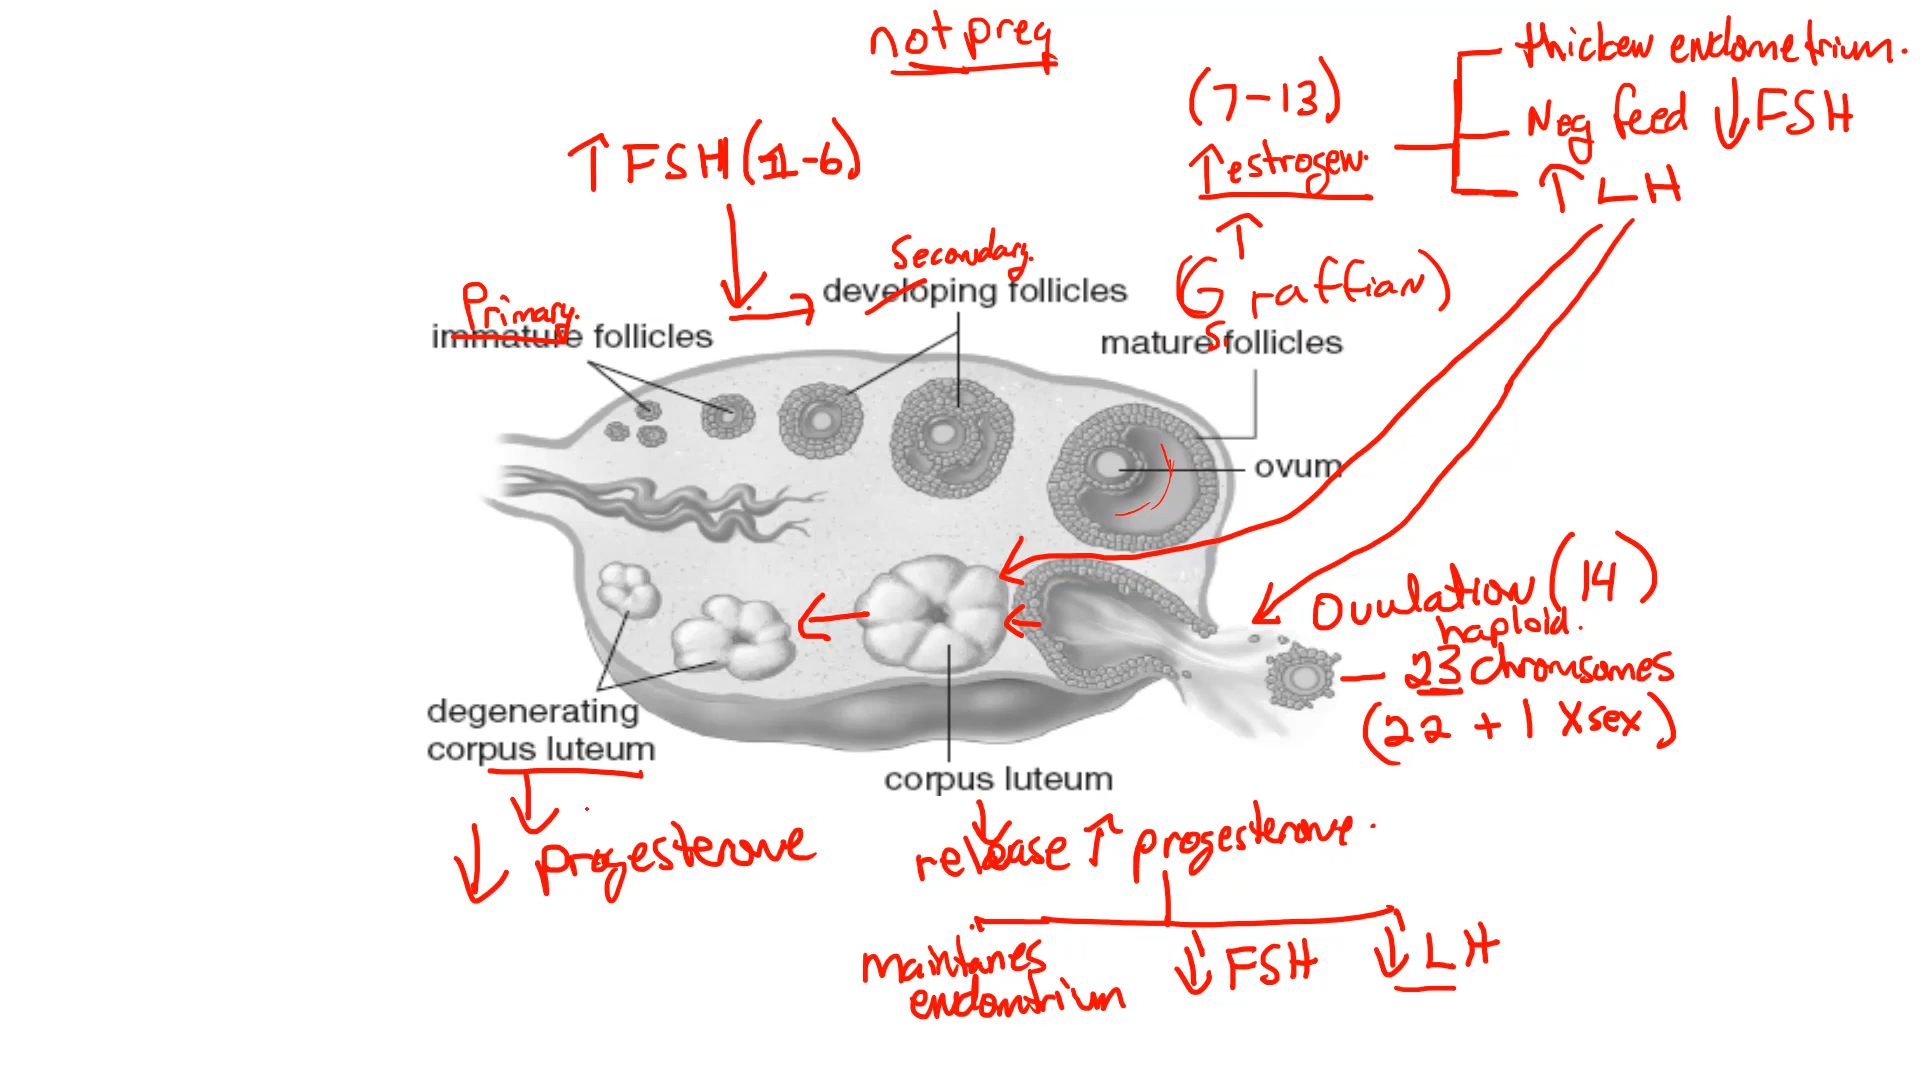 not preg
thicken endometrium.
(7-13)
Neg feed ↓FSH
↑FSH (1-6)
↑estrogen.
↑ LH
Secondary.
developing follicles
(Graffian)
Primary.
immature follicles
mature s. follicles
ovum
Ovulation (14)
haploid.
23 chromsomes
(22 + 1 X sex)
degenerating
corpus luteum
corpus luteum
↓ progesterone
release ↑ progesterone.
↓ FSH
↓ LH
maintanes
endomtrium